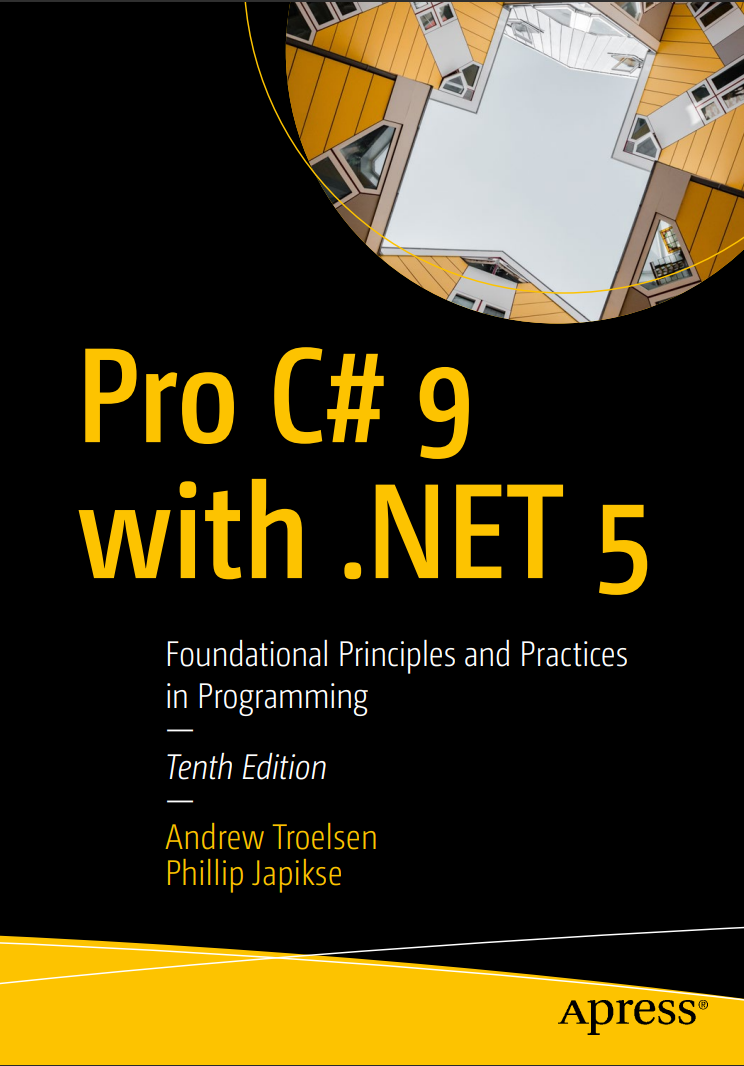 Pro C# 9
with .NET 5
Foundational Principles and Practices
in Programming
Tenth Edition
Andrew Troelsen
Phillip Japikse
Apress®